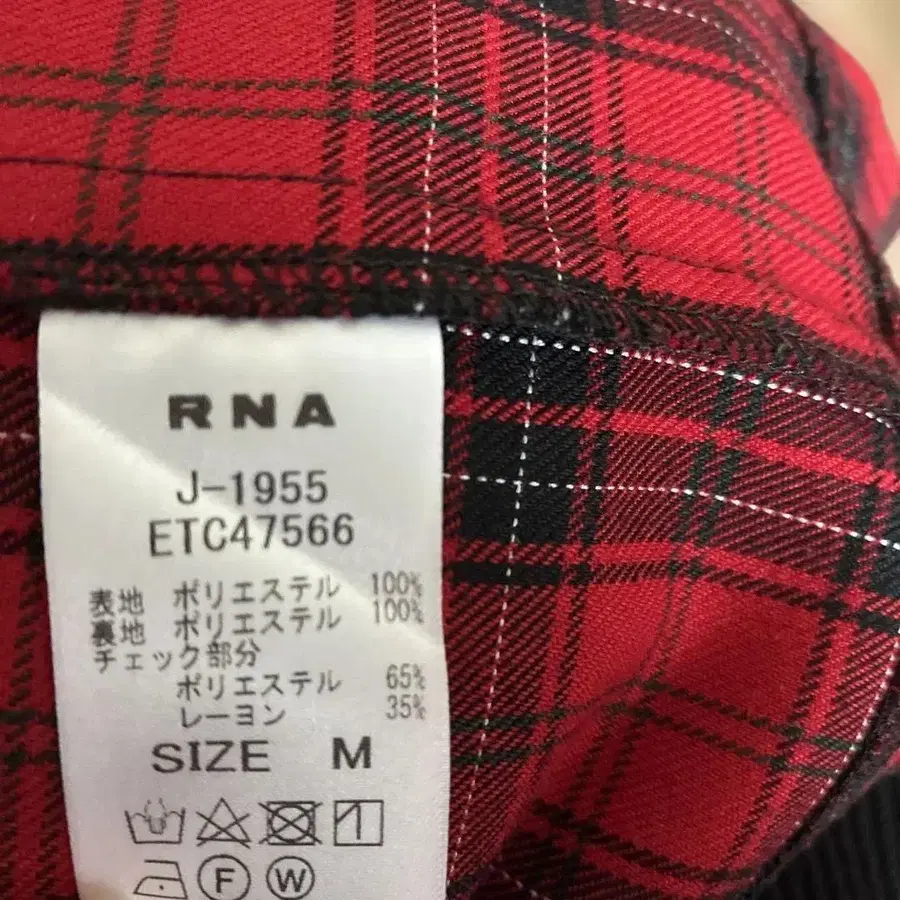 RNA
J-1955
ETC47566
表地 ポリエステル 100%
裏地 ポリエステル 100%
チェック部分
ポリエステル 65%
レーヨン 35%
SIZE M
F W